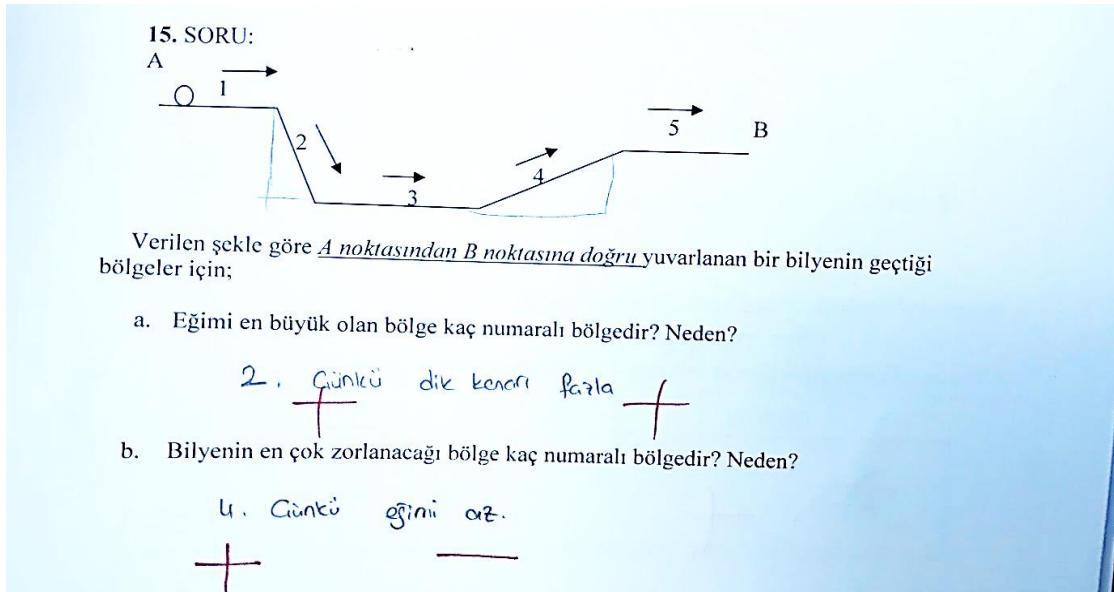 15. SORU:
A
1
2
3
4
5
B
Verilen şekle göre A noktasından B noktasına doğru yuvarlanan bir bilyenin geçtiği
bölgeler için;
a. Eğimi en büyük olan bölge kaç numaralı bölgedir? Neden?
2. Çünkü dik kenarı fazla
b. Bilyenin en çok zorlanacağı bölge kaç numaralı bölgedir? Neden?
4. Çünkü eğimi az.